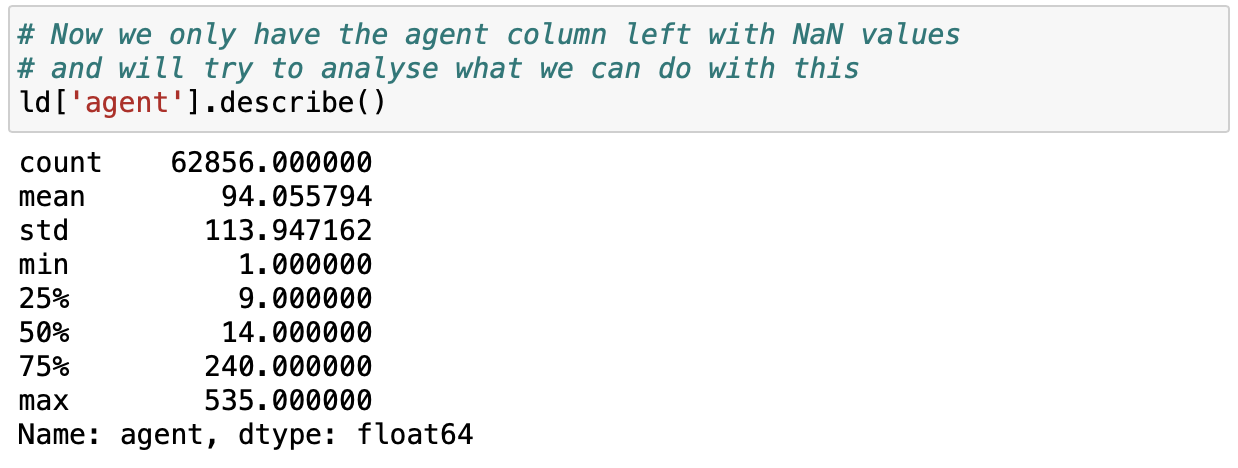 # Now we only have the agent column left with NaN values
# and will try to analyse what we can do with this
ld['agent'].describe()
count    62856.000000
mean        94.055794
std        113.947162
min          1.000000
25%          9.000000
50%         14.000000
75%        240.000000
max        535.000000
Name: agent, dtype: float64